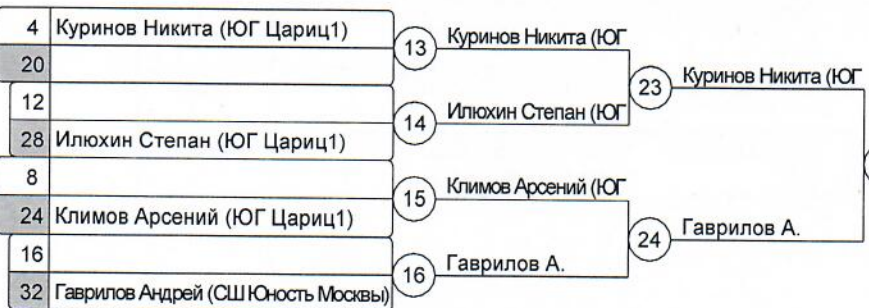 4 Куринов Никита (ЮГ Цариц1)
20
12
28 Илюхин Степан (ЮГ Цариц1)
8
24 Климов Арсений (ЮГ Цариц1)
16
32 Гаврилов Андрей (СШ Юность Москвы)
13 Куринов Никита (ЮГ
14 Илюхин Степан (ЮГ
15 Климов Арсений (ЮГ
16 Гаврилов А.
23 Куринов Никита (ЮГ
24 Гаврилов А.